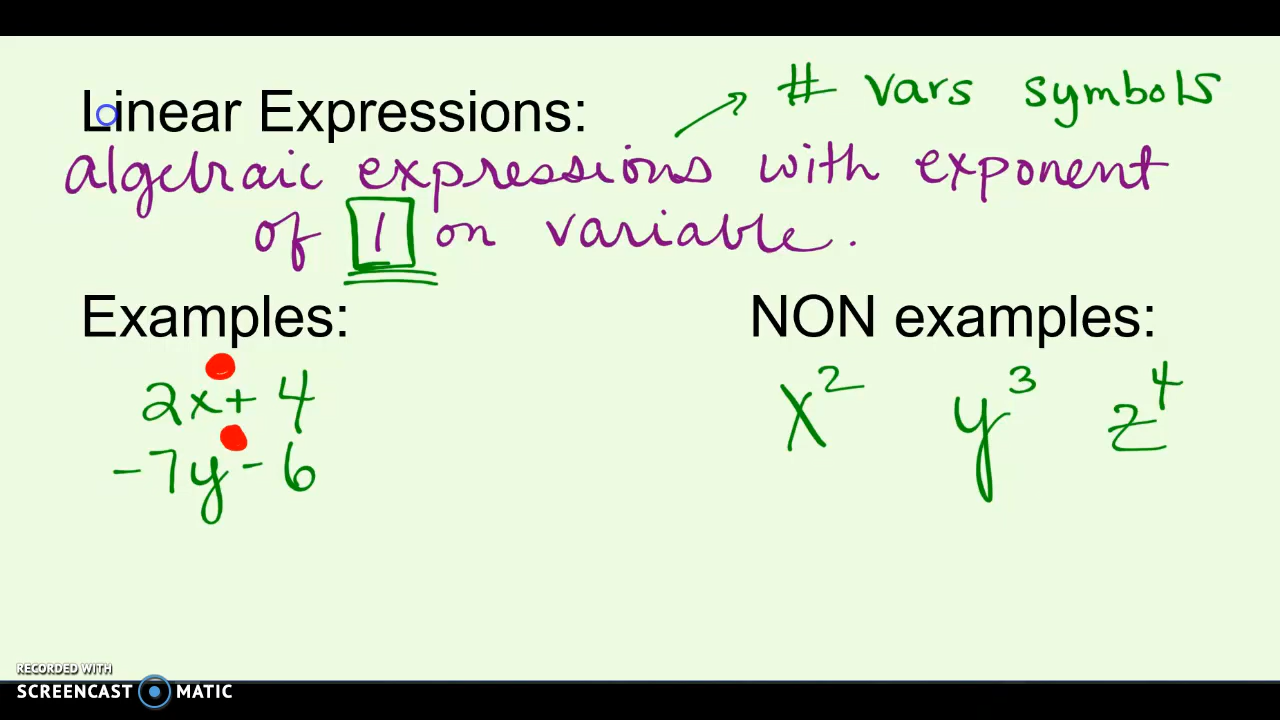 # vars symbols
Linear Expressions:
algebraic expressions with exponent
of 1 on variable.
Examples: NON examples:
2x + 4 x² y³ z⁴
-7y - 6
RECORDED WITH
SCREENCAST MATIC